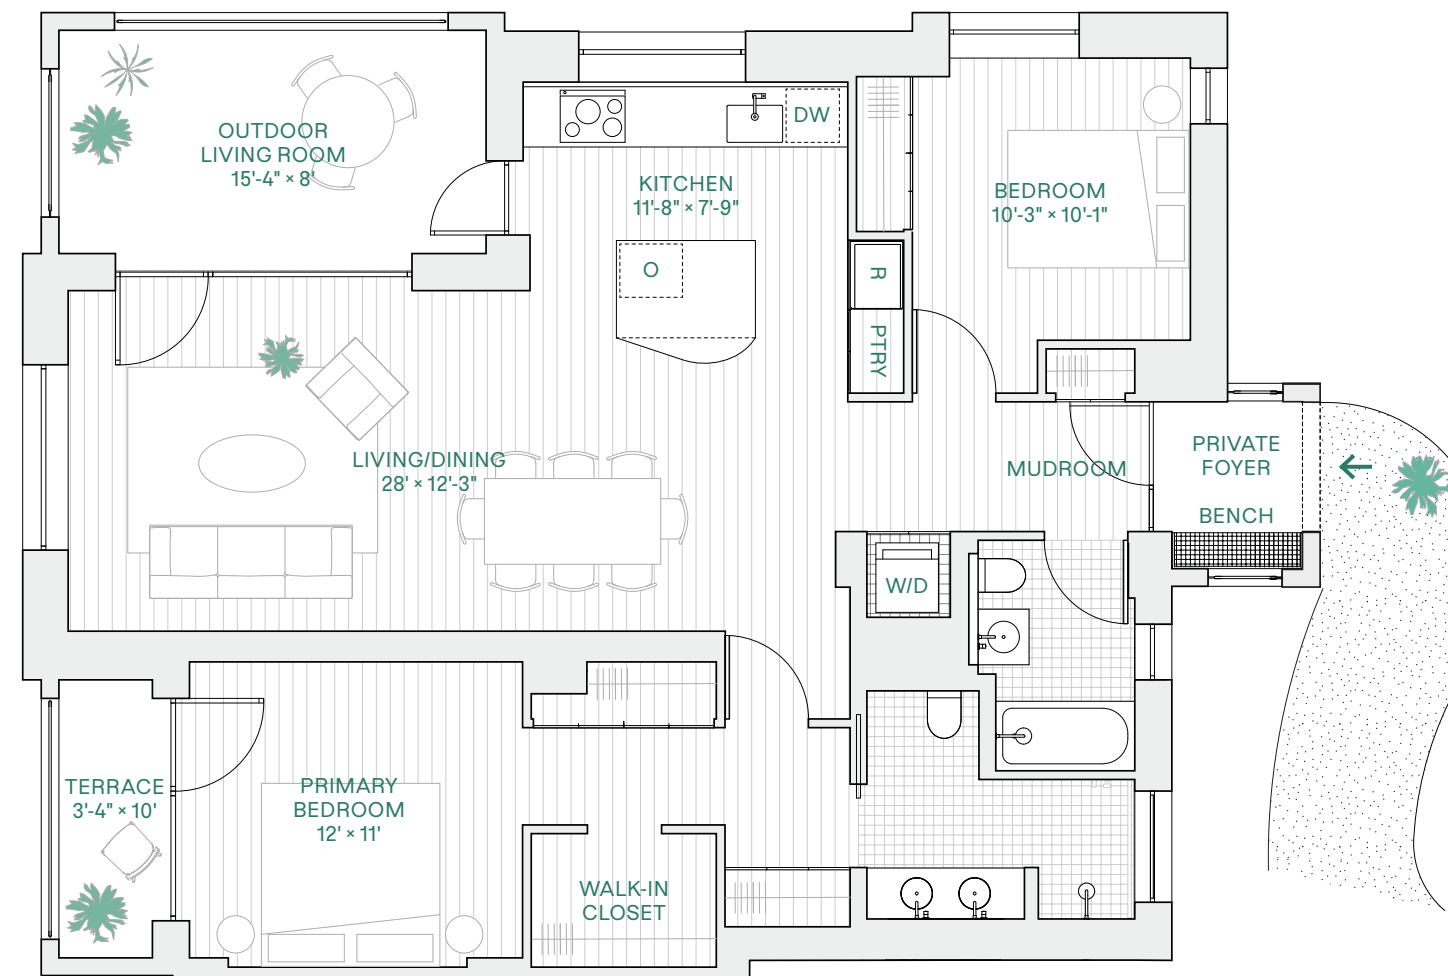 OUTDOOR
LIVING ROOM
15'-4" × 8'
KITCHEN
11'-8" × 7'-9"
DW
O
R
PTRY
BEDROOM
10'-3" × 10'-1"
LIVING/DINING
28' × 12'-3"
MUDROOM
PRIVATE
FOYER
BENCH
W/D
TERRACE
3'-4" × 10'
PRIMARY
BEDROOM
12' × 11'
WALK-IN
CLOSET